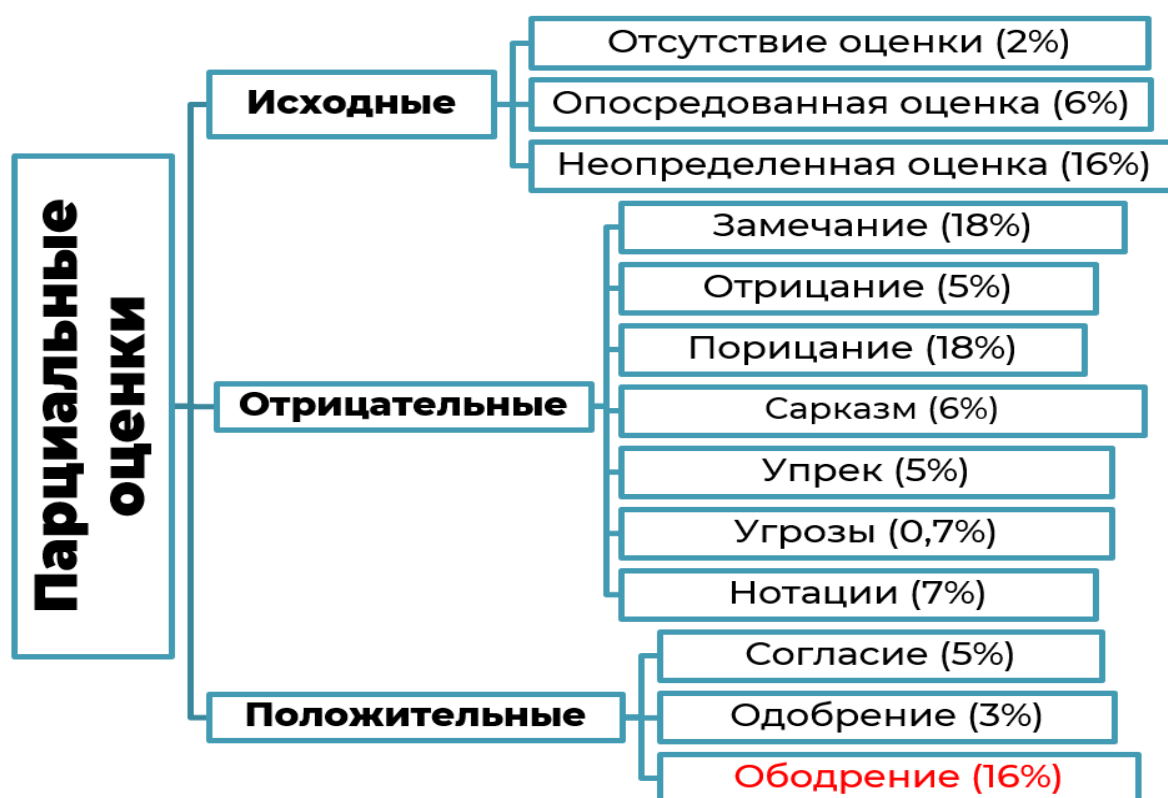 Парциальные
оценки
Исходные
Отсутствие оценки (2%)
Опосредованная оценка (6%)
Неопределенная оценка (16%)
Отрицательные
Замечание (18%)
Отрицание (5%)
Порицание (18%)
Сарказм (6%)
Упрек (5%)
Угрозы (0,7%)
Нотации (7%)
Положительные
Согласие (5%)
Одобрение (3%)
Ободрение (16%)